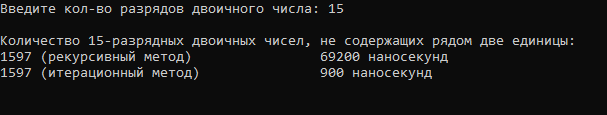 Введите кол-во разрядов двоичного числа: 15
Количество 15-разрядных двоичных чисел, не содержащих рядом две единицы:
1597 (рекурсивный метод) 69200 наносекунд
1597 (итерационный метод) 900 наносекунд